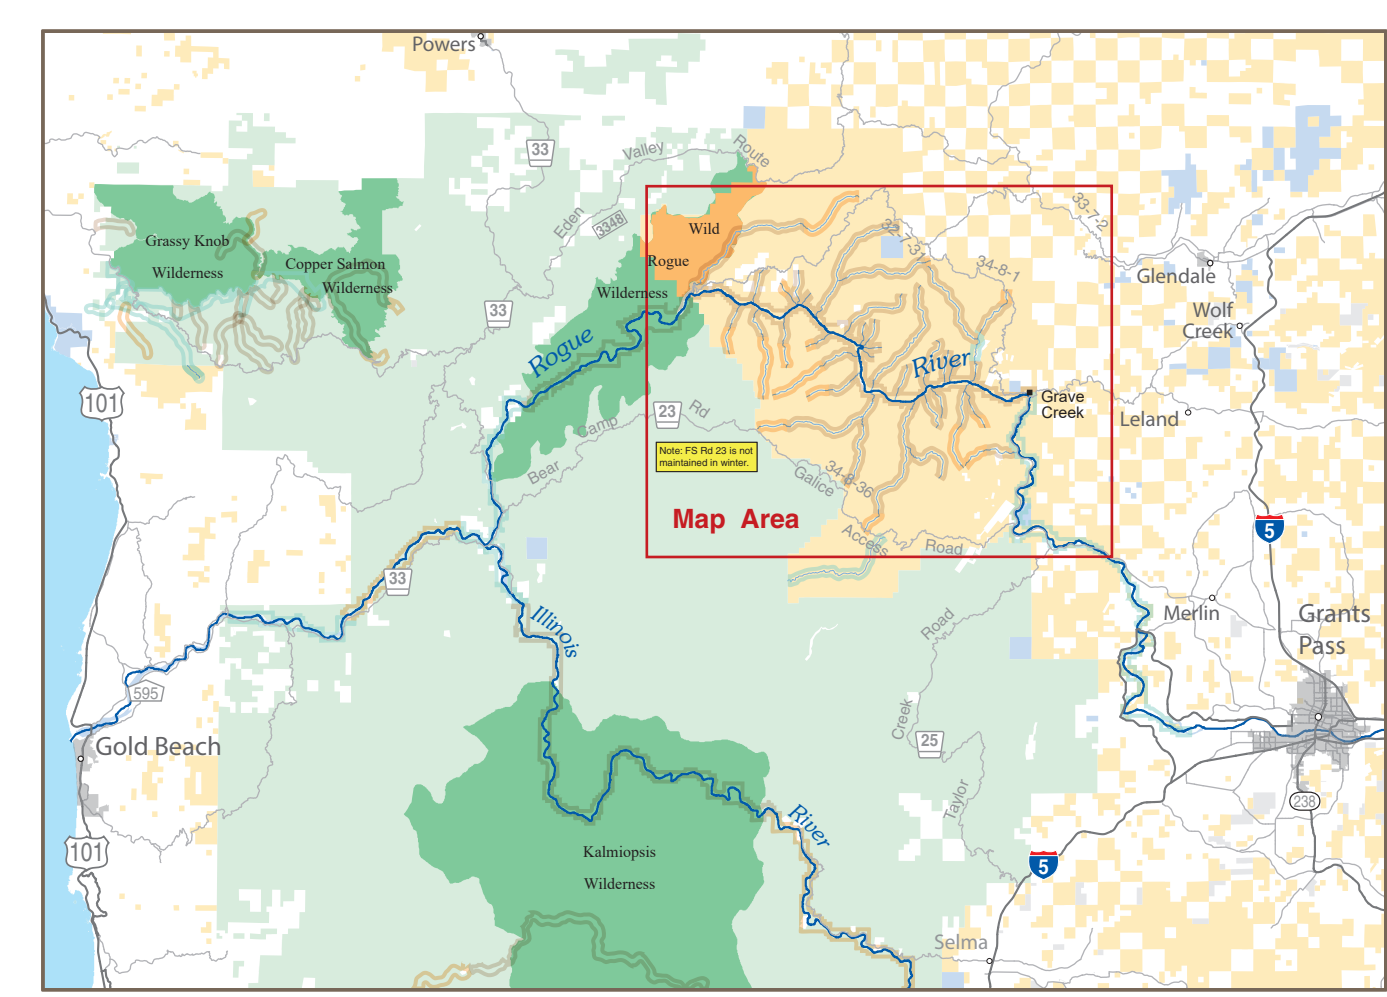 Powers
33
Valley
Route
Eden
3348
33-7-2
Grassy Knob
Wilderness
Copper Salmon
Wilderness
Wild
Rogue
Wilderness
32-7-31
34-8-1
Glendale
Wolf
Creek
33
Rogue
River
101
Grave
Creek
Leland
23
Rd
Camp
Bear
Note: FS Rd 23 is not
maintained in winter.
Galice
34-8-36
Map Area
Access
Road
5
33
Illinois
Merlin
Grants
Pass
Road
595
Gold Beach
Creek
25
Taylor
238
River
101
Kalmiopsis
Wilderness
5
Selma